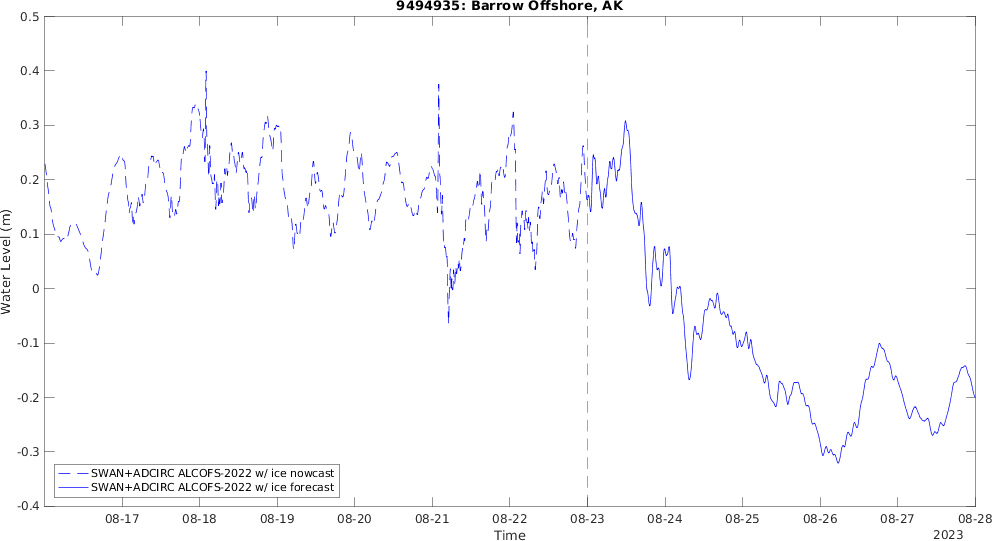 9494935: Barrow Offshore, AK
0.5
0.4
0.3
0.2
0.1
0
-0.1
-0.2
-0.3
-0.4
Water Level (m)
SWAN+ADCIRC ALCOFS-2022 w/ ice nowcast
SWAN+ADCIRC ALCOFS-2022 w/ ice forecast
08-17 08-18 08-19 08-20 08-21 08-22 08-23 08-24 08-25 08-26 08-27 08-28
Time
2023